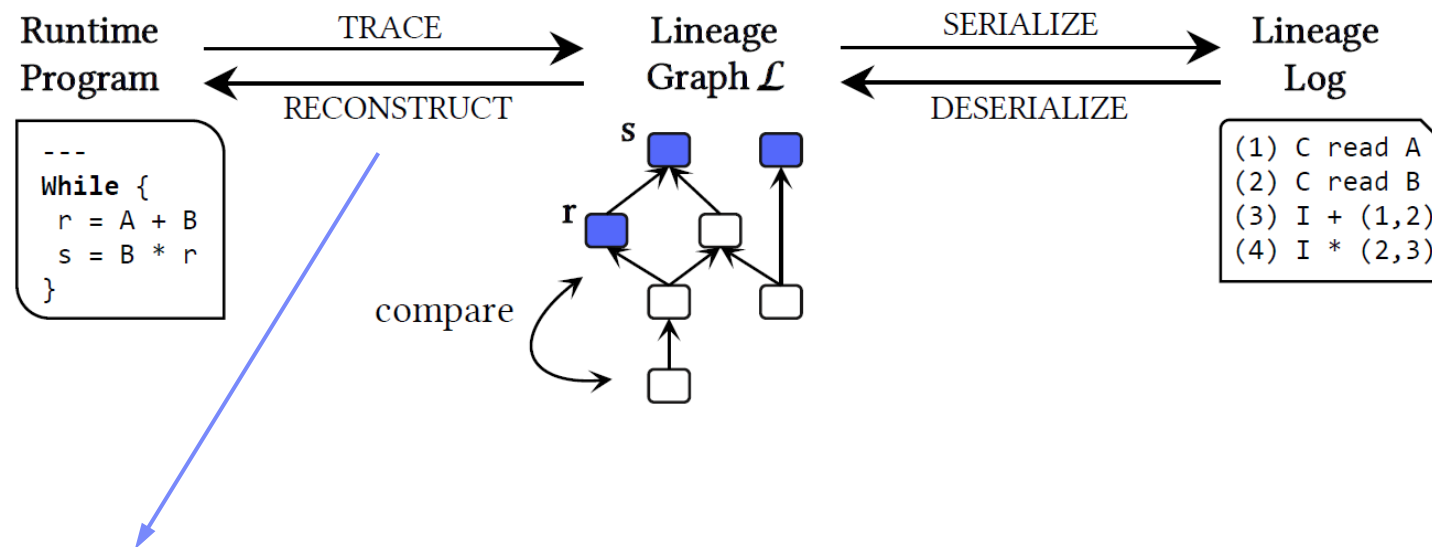 Runtime
Program
TRACE
RECONSTRUCT
Lineage
Graph ℒ
SERIALIZE
DESERIALIZE
Lineage
Log
---
While {
r = A + B
s = B * r
}
s
r
compare
(1) C read A
(2) C read B
(3) I + (1,2)
(4) I * (2,3)